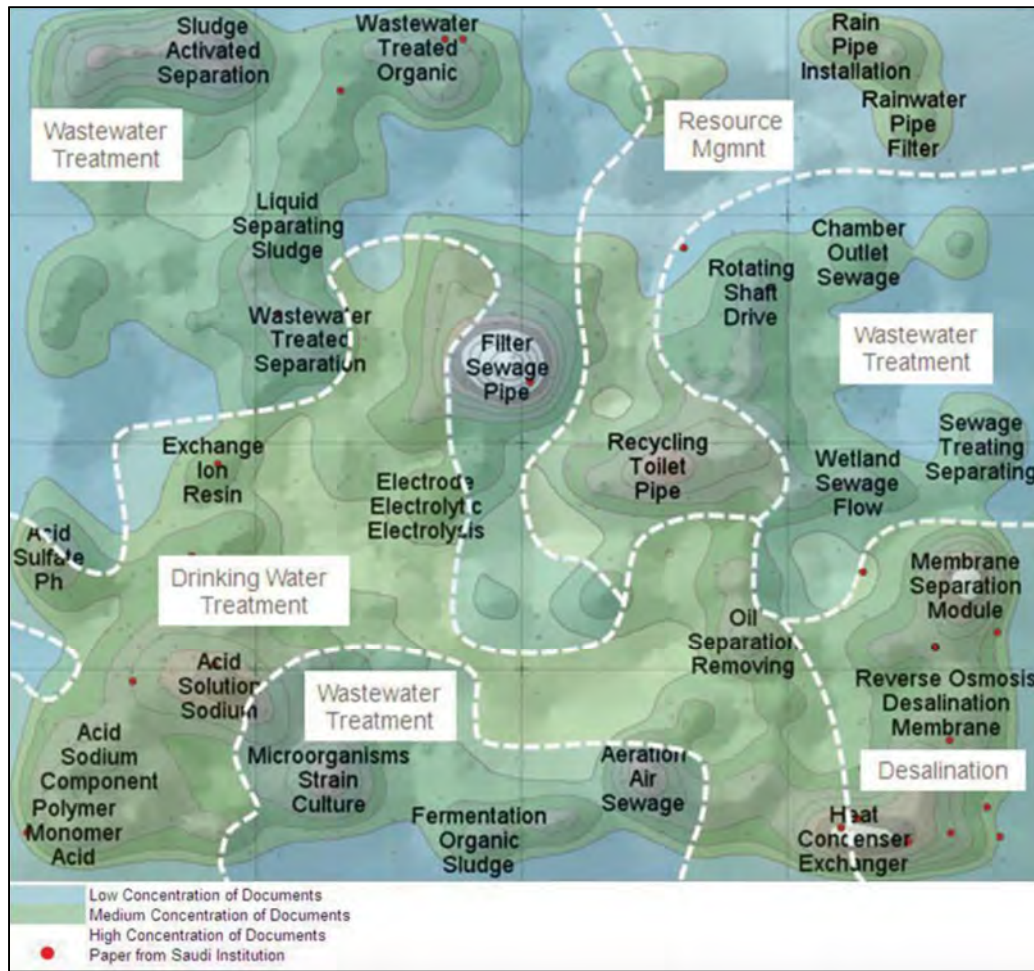 Sludge
Activated
Separation
Wastewater
Treated
Organic
Rain
Pipe
Installation
Rainwater
Pipe
Filter
Wastewater
Treatment
Resource
Mgmnt
Liquid
Separating
Sludge
Chamber
Outlet
Sewage
Rotating
Shaft
Drive
Wastewater
Treated
Separation
Filter
Sewage
Pipe
Wastewater
Treatment
Exchange
Ion
Resin
Electrode
Electrolytic
Electrolysis
Recycling
Toilet
Pipe
Wetland
Sewage
Flow
Sewage
Treating
Separating
Acid
Sulfate
Ph
Drinking Water
Treatment
Membrane
Separation
Module
Oil
Separation
Removing
Acid
Solution
Sodium
Wastewater
Treatment
Reverse Osmosis
Desalination
Membrane
Acid
Sodium
Component
Microorganisms
Strain
Culture
Aeration
Air
Sewage
Desalination
Polymer
Monomer
Acid
Fermentation
Organic
Sludge
Heat
Condenser
Exchanger
Low Concentration of Documents
Medium Concentration of Documents
High Concentration of Documents
Paper from Saudi Institution